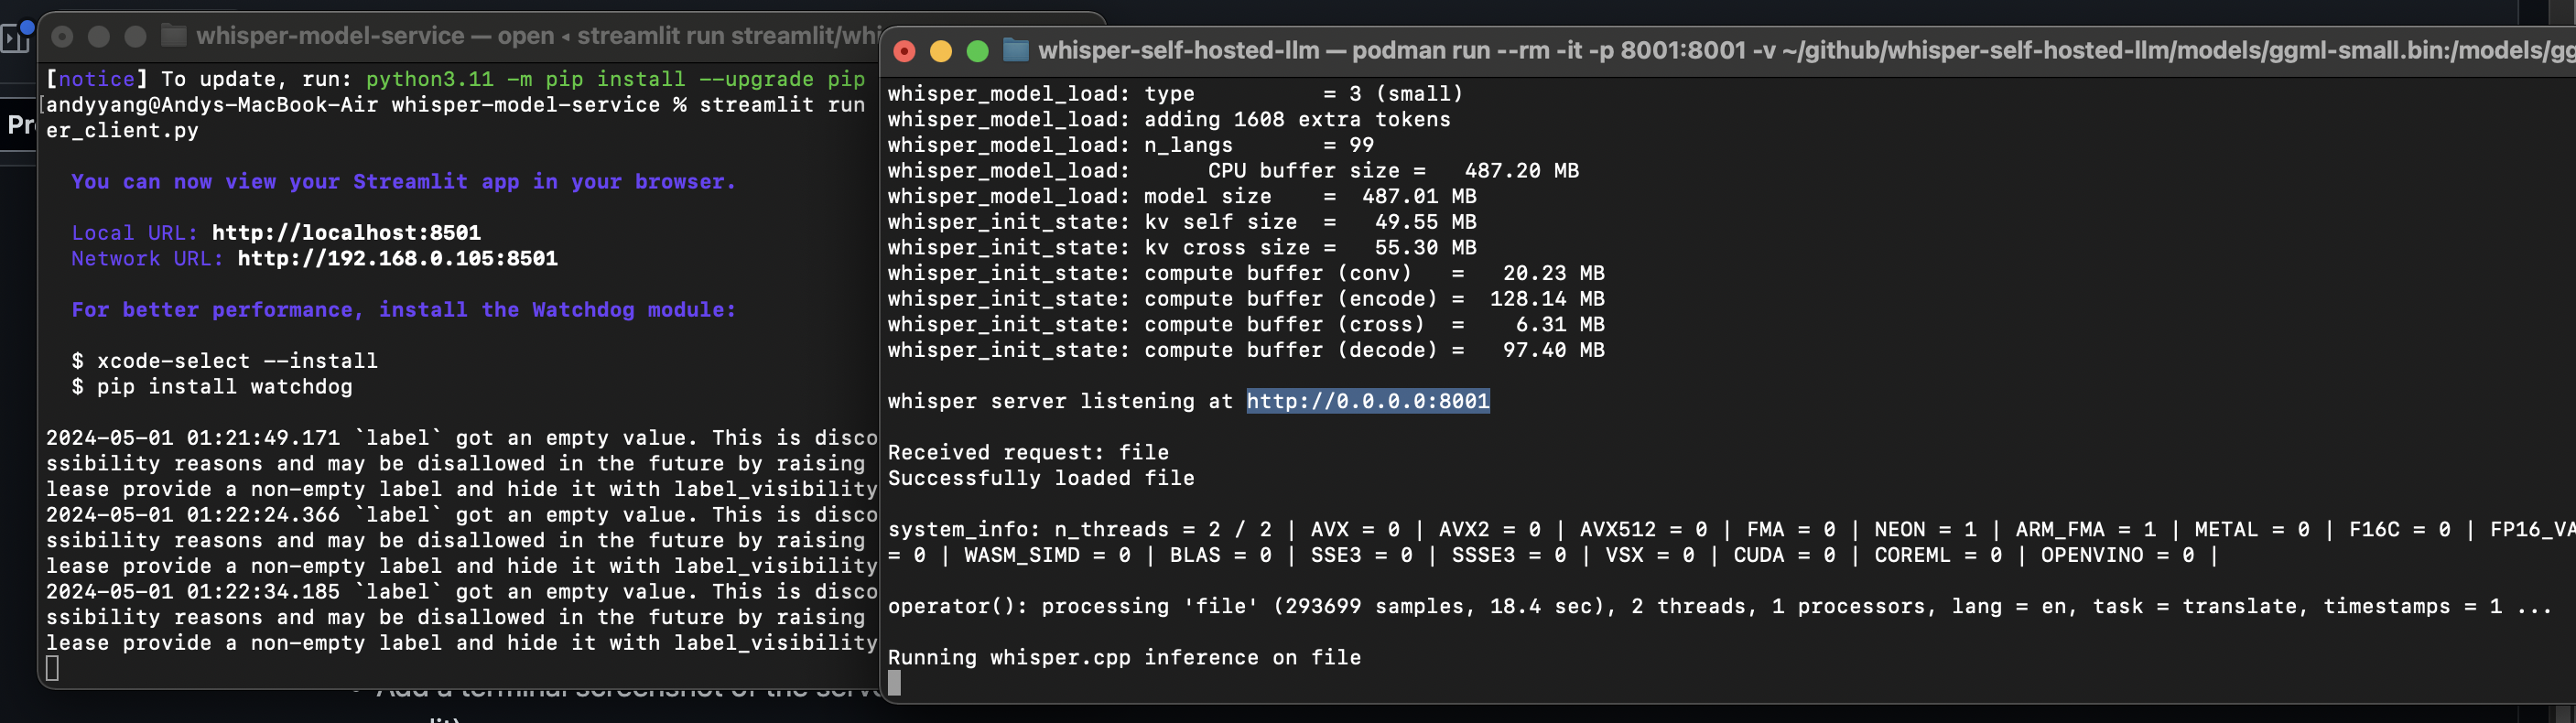 whisper-model-service — open ◂ streamlit run streamlit/whi
[notice] To update, run: python3.11 -m pip install --upgrade pip
[andyyang@Andys-MacBook-Air whisper-model-service % streamlit run
er_client.py
You can now view your Streamlit app in your browser.
Local URL: http://localhost:8501
Network URL: http://192.168.0.105:8501
For better performance, install the Watchdog module:
$ xcode-select --install
$ pip install watchdog
2024-05-01 01:21:49.171 `label` got an empty value. This is disco
ssibility reasons and may be disallowed in the future by raising
lease provide a non-empty label and hide it with label_visibility
2024-05-01 01:22:24.366 `label` got an empty value. This is disco
ssibility reasons and may be disallowed in the future by raising
lease provide a non-empty label and hide it with label_visibility
2024-05-01 01:22:34.185 `label` got an empty value. This is disco
ssibility reasons and may be disallowed in the future by raising
lease provide a non-empty label and hide it with label_visibility
whisper-self-hosted-llm — podman run --rm -it -p 8001:8001 -v ~/github/whisper-self-hosted-llm/models/ggml-small.bin:/models/gg
whisper_model_load: type          = 3 (small)
whisper_model_load: adding 1608 extra tokens
whisper_model_load: n_langs       = 99
whisper_model_load:      CPU buffer size =   487.20 MB
whisper_model_load: model size    =  487.01 MB
whisper_init_state: kv self size  =   49.55 MB
whisper_init_state: kv cross size =   55.30 MB
whisper_init_state: compute buffer (conv)   =   20.23 MB
whisper_init_state: compute buffer (encode) =  128.14 MB
whisper_init_state: compute buffer (cross)  =    6.31 MB
whisper_init_state: compute buffer (decode) =   97.40 MB
whisper server listening at http://0.0.0.0:8001
Received request: file
Successfully loaded file
system_info: n_threads = 2 / 2 | AVX = 0 | AVX2 = 0 | AVX512 = 0 | FMA = 0 | NEON = 1 | ARM_FMA = 1 | METAL = 0 | F16C = 0 | FP16_VA
= 0 | WASM_SIMD = 0 | BLAS = 0 | SSE3 = 0 | SSSE3 = 0 | VSX = 0 | CUDA = 0 | COREML = 0 | OPENVINO = 0 |
operator(): processing 'file' (293699 samples, 18.4 sec), 2 threads, 1 processors, lang = en, task = translate, timestamps = 1 ...
Running whisper.cpp inference on file
Pr
Add a terminal screenshot of the serve